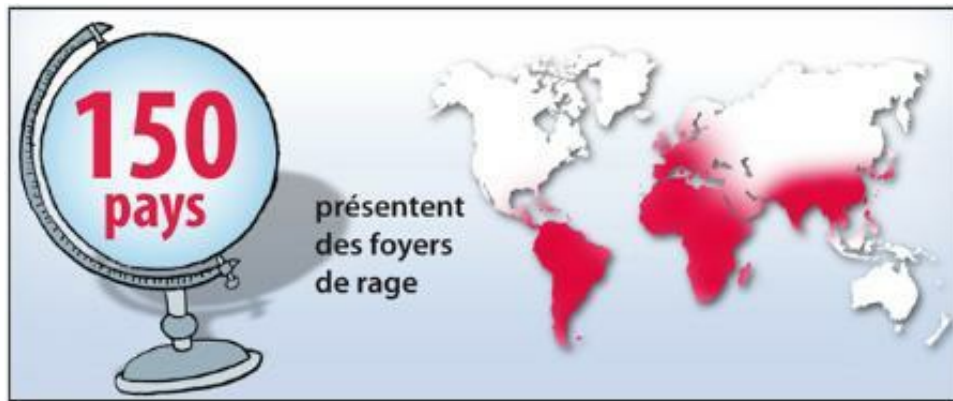 150
pays
présentent
des foyers
de rage